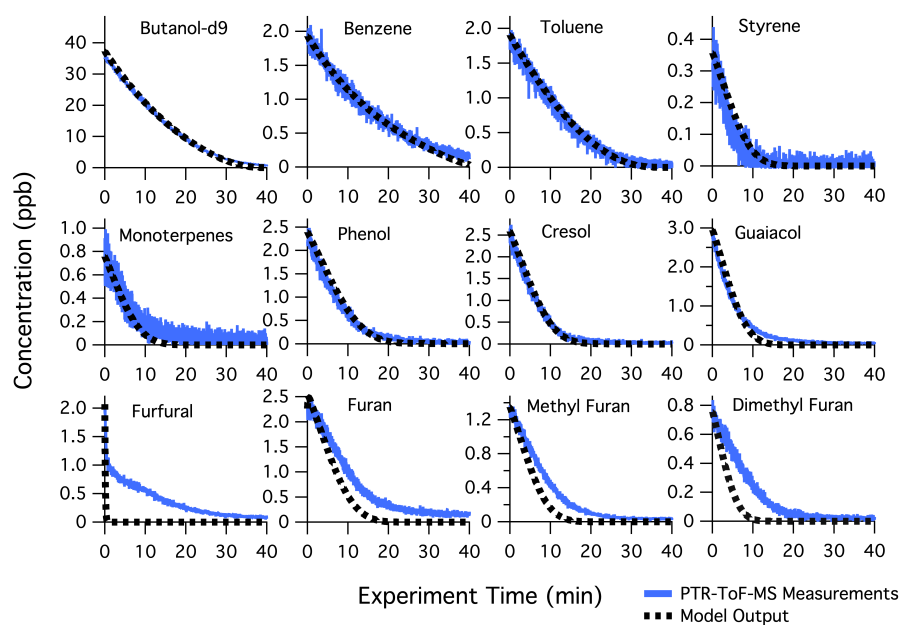 Concentration (ppb)
Butanol-d9
40
30
20
10
0
0 10 20 30 40
Benzene
2.0
1.5
1.0
0.5
0
0 10 20 30 40
Toluene
2.0
1.5
1.0
0.5
0
0 10 20 30 40
Styrene
0.4
0.3
0.2
0.1
0
0 10 20 30 40
Monoterpenes
1.0
0.8
0.6
0.4
0.2
0
0 10 20 30 40
Phenol
2.5
2.0
1.5
1.0
0.5
0
0 10 20 30 40
Cresol
2.5
2.0
1.5
1.0
0.5
0
0 10 20 30 40
Guaiacol
3.0
2.0
1.0
0
0 10 20 30 40
Furfural
2.0
1.5
1.0
0.5
0
0 10 20 30 40
Furan
2.5
2.0
1.5
1.0
0.5
0
0 10 20 30 40
Methyl Furan
1.2
0.8
0.4
0
0 10 20 30 40
Dimethyl Furan
0.8
0.6
0.4
0.2
0
0 10 20 30 40
Experiment Time (min)
PTR-ToF-MS Measurements
Model Output